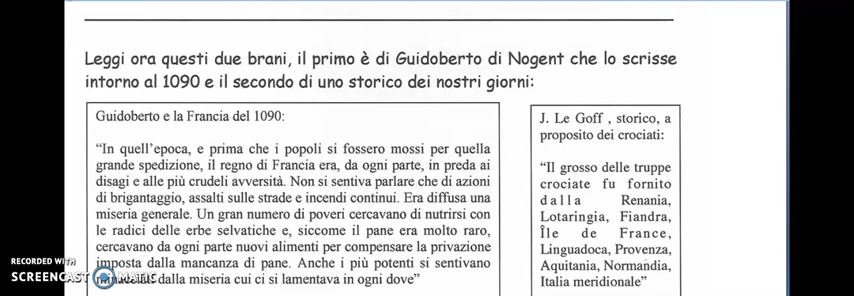 Leggi ora questi due brani, il primo è di Guidoberto di Nogent che lo scrisse
intorno al 1090 e il secondo di uno storico dei nostri giorni:
Guidoberto e la Francia del 1090:
“In quell’epoca, e prima che i popoli si fossero mossi per quella
grande spedizione, il regno di Francia era, da ogni parte, in preda ai
disagi e alle più crudeli avversità. Non si sentiva parlare che di azioni
di brigantaggio, assalti sulle strade e incendi continui. Era diffusa una
miseria generale. Un gran numero di poveri cercavano di nutrirsi con
le radici delle erbe selvatiche e, siccome il pane era molto raro,
cercavano da ogni parte nuovi alimenti per compensare la privazione
imposta dalla mancanza di pane. Anche i più potenti si sentivano
dalla miseria cui ci si lamentava in ogni dove”
J. Le Goff , storico, a
proposito dei crociati:
“Il grosso delle truppe
crociate fu fornito
dalla Renania,
Lotaringia, Fiandra,
Île de France,
Linguadoca, Provenza,
Aquitania, Normandia,
Italia meridionale”
RECORDED WITH
SCREENCAST MATIC